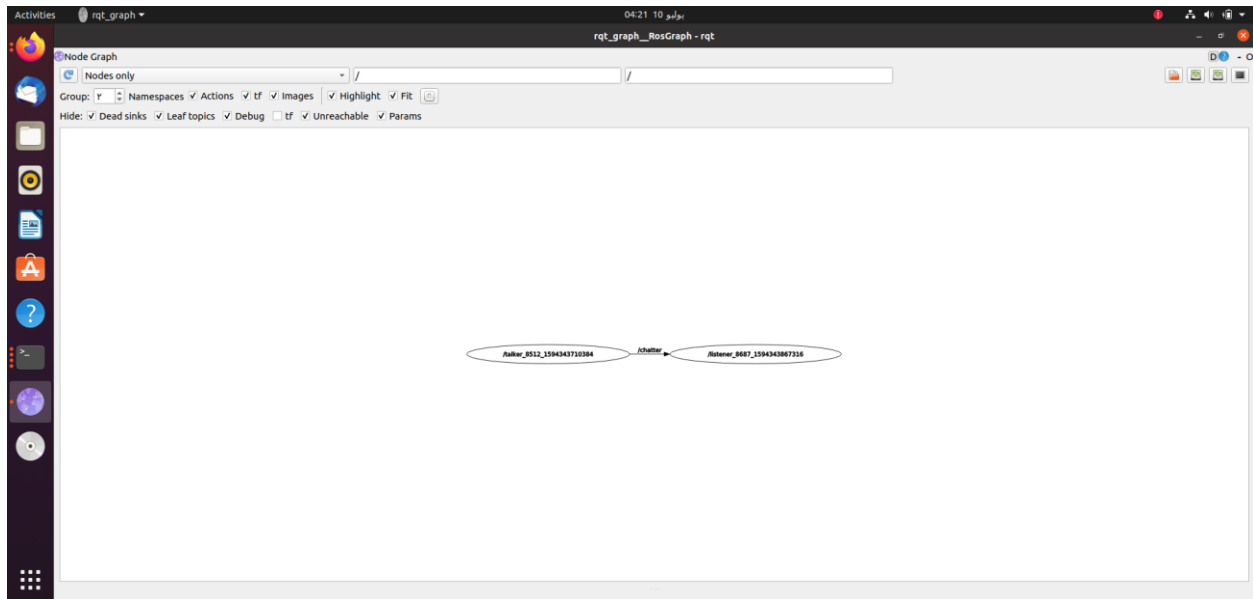 Activities rqt_graph 04:21 10 يوليو
rqt_graph__RosGraph - rqt
Node Graph D ? - O
Nodes only / /
Group: ٢ Namespaces Actions tf Images Highlight Fit
Hide: Dead sinks Leaf topics Debug tf Unreachable Params
/talker_8512_1594343710384 /chatter /listener_8687_1594343867316